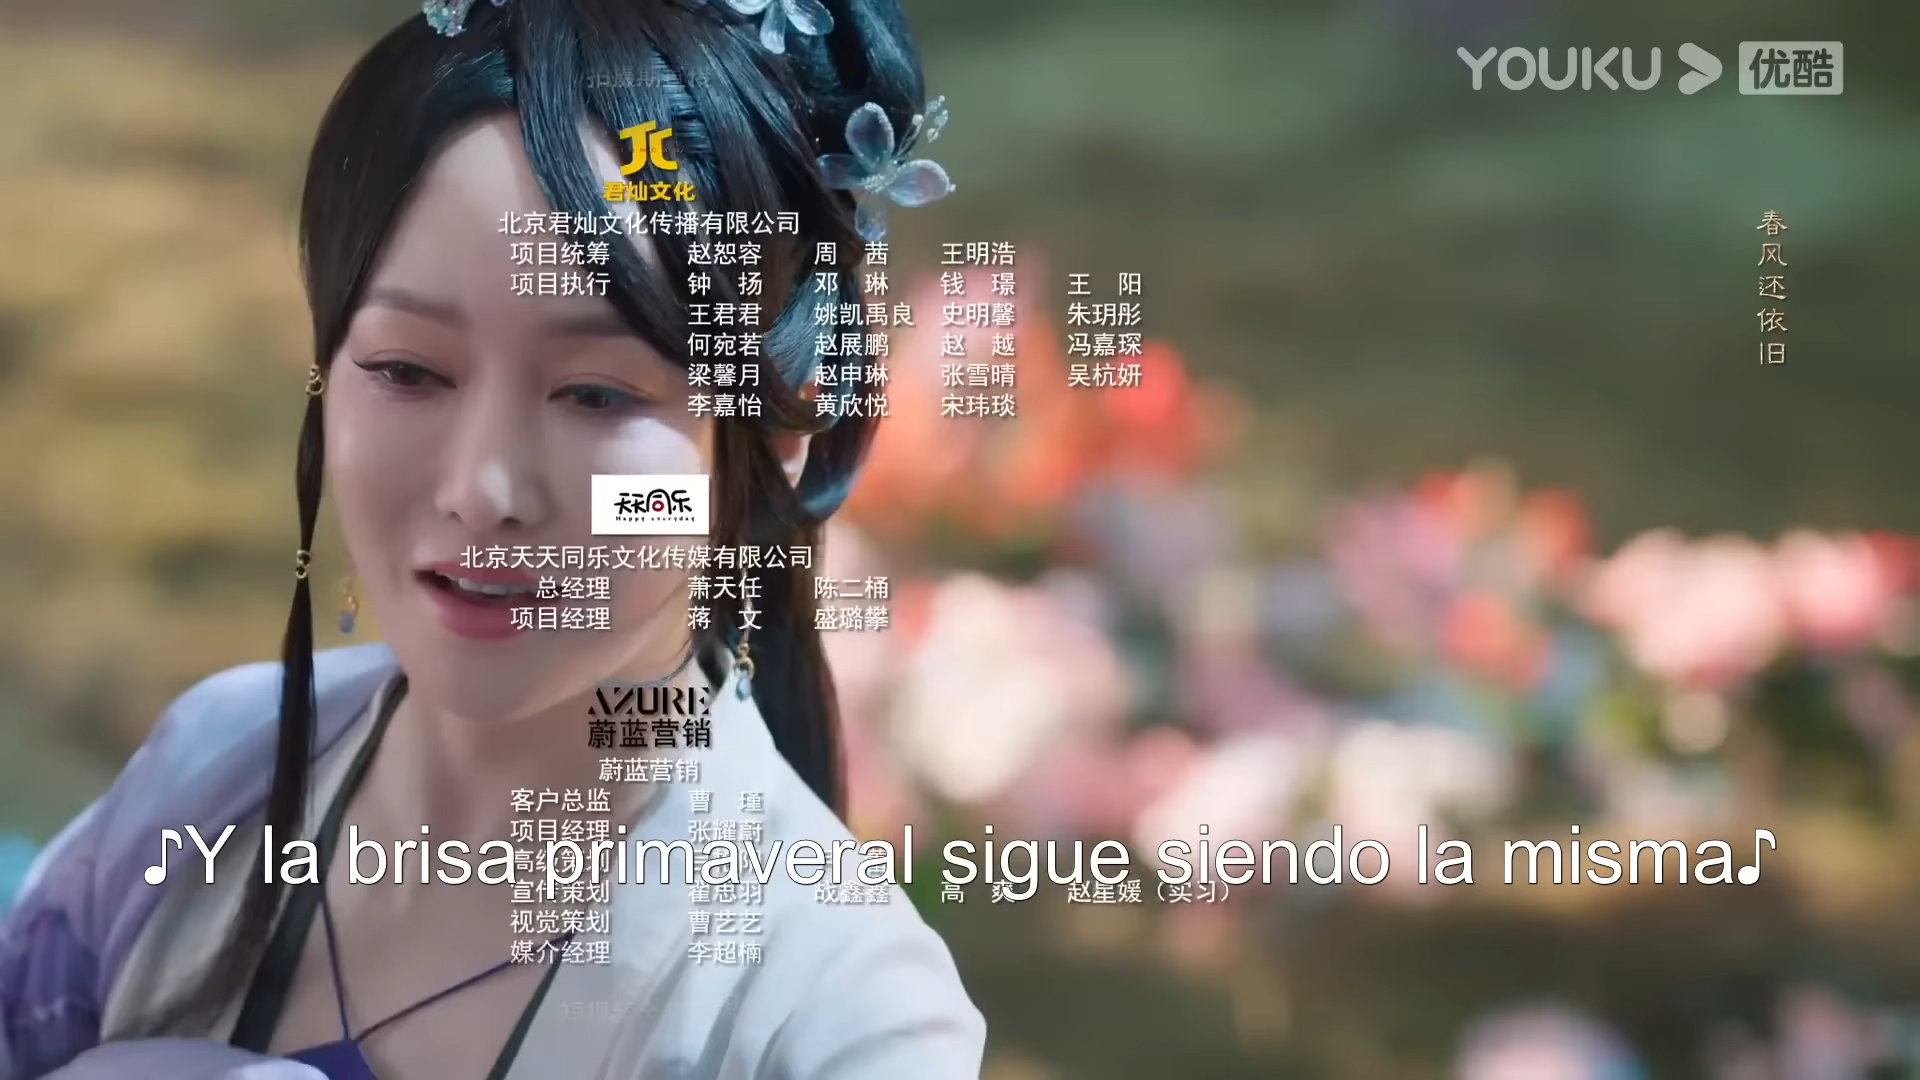 YOUKU 优酷
君灿文化
北京君灿文化传播有限公司
项目统筹 赵恕容 周 茜 王明浩
项目执行 钟 扬 邓 琳 钱 璟 王 阳
王君君 姚凯禹良 史明馨 朱玥彤
何宛若 赵展鹏 赵 越 冯嘉琛
梁馨月 赵申琳 张雪晴 吴杭妍
李嘉怡 黄欣悦 宋玮琰
春风还依旧
天天同乐
Happy everyday
北京天天同乐文化传媒有限公司
总经理 萧天任 陈二桶
项目经理 蒋 文 盛璐攀
AZURE
蔚蓝营销
蔚蓝营销
客户总监 曹 瑾
项目经理 张耀蔚
♪Y la brisa primaveral sigue siendo la misma♪
高级策划
宣传策划 翟思羽 战鑫鑫 高 爽 赵星媛（实习）
视觉策划 曹艺艺
媒介经理 李超楠